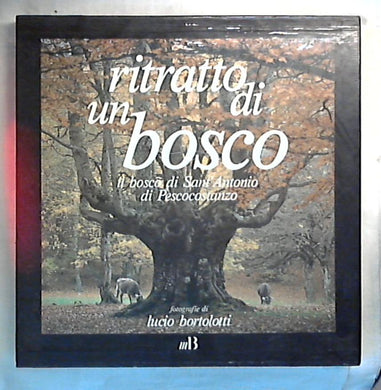 ritratto
di
un
bosco
il bosco di Sant'Antonio
di Pescocostanzo
fotografie di
lucio bortolotti
mB